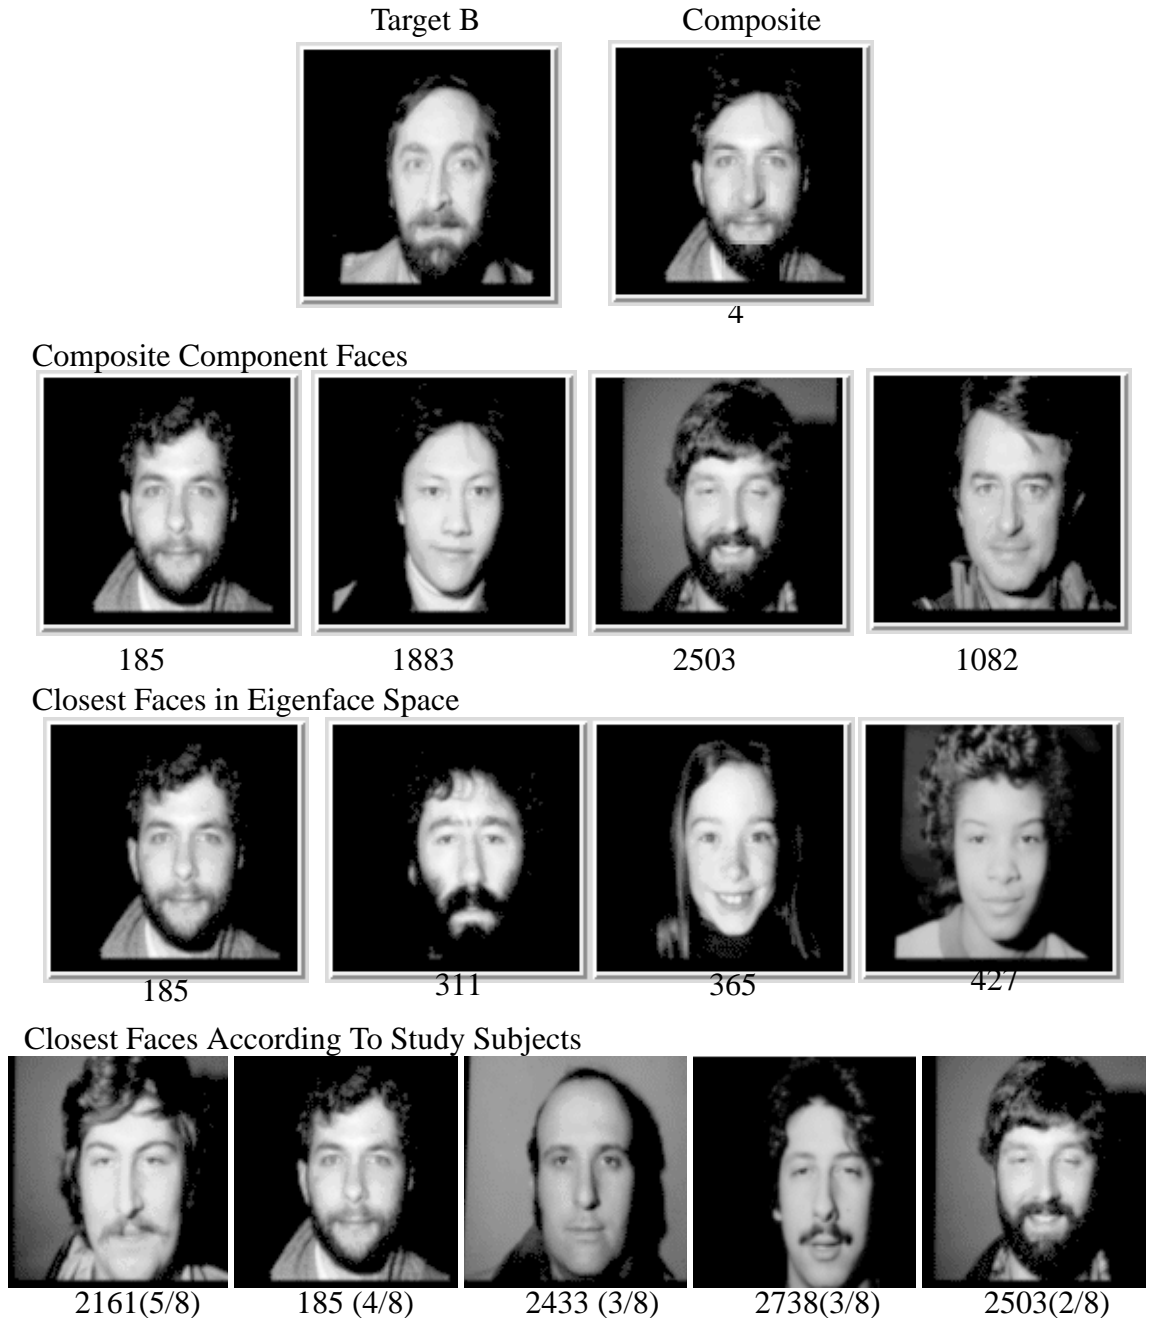 Target B Composite
4
Composite Component Faces
185 1883 2503 1082
Closest Faces in Eigenface Space
185 311 365 427
Closest Faces According To Study Subjects
2161(5/8) 185 (4/8) 2433 (3/8) 2738(3/8) 2503(2/8)